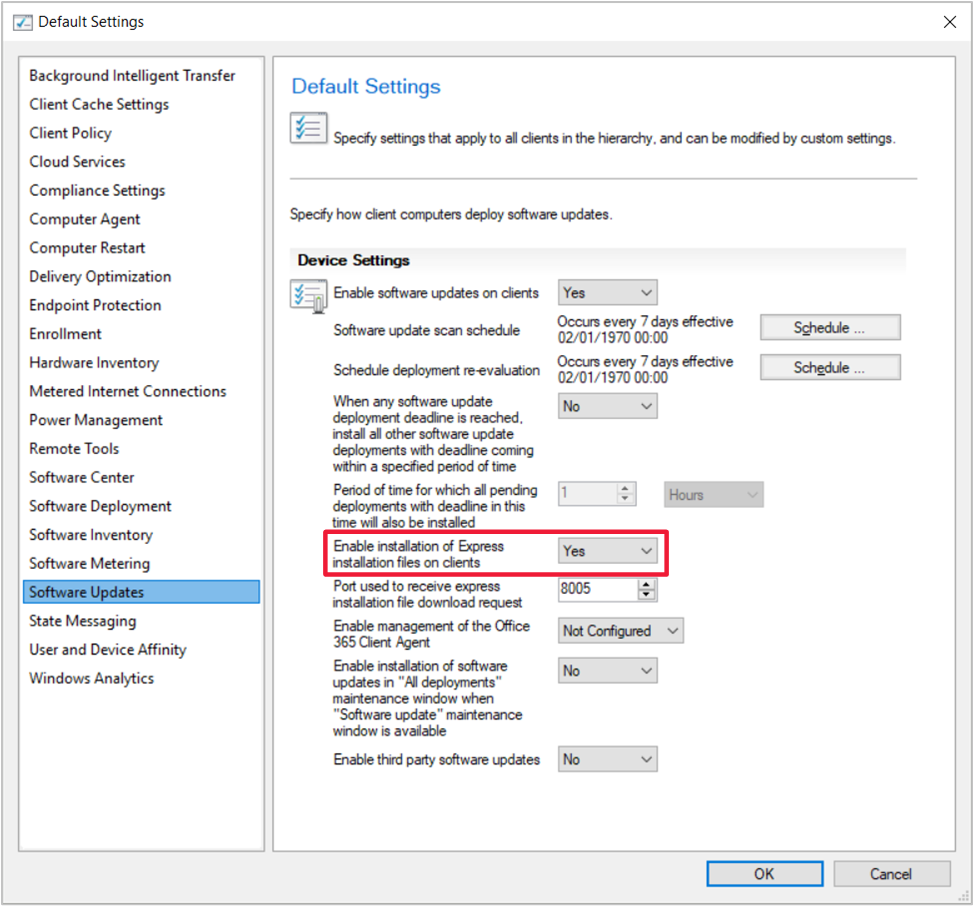 Default Settings
Background Intelligent Transfer
Client Cache Settings
Client Policy
Cloud Services
Compliance Settings
Computer Agent
Computer Restart
Delivery Optimization
Endpoint Protection
Enrollment
Hardware Inventory
Metered Internet Connections
Power Management
Remote Tools
Software Center
Software Deployment
Software Inventory
Software Metering
Software Updates
State Messaging
User and Device Affinity
Windows Analytics
Default Settings
Specify settings that apply to all clients in the hierarchy, and can be modified by custom settings.
Specify how client computers deploy software updates.
Device Settings
Enable software updates on clients
Yes
Software update scan schedule
Occurs every 7 days effective
02/01/1970 00:00
Schedule ...
Schedule deployment re-evaluation
Occurs every 7 days effective
02/01/1970 00:00
Schedule ...
When any software update
deployment deadline is reached,
install all other software update
deployments with deadline coming
within a specified period of time
No
Period of time for which all pending
deployments with deadline in this
time will also be installed
1
Hours
Enable installation of Express
installation files on clients
Yes
Port used to receive express
installation file download request
8005
Enable management of the Office
365 Client Agent
Not Configured
Enable installation of software
updates in "All deployments"
maintenance window when
"Software update" maintenance
window is available
No
Enable third party software updates
No
OK
Cancel